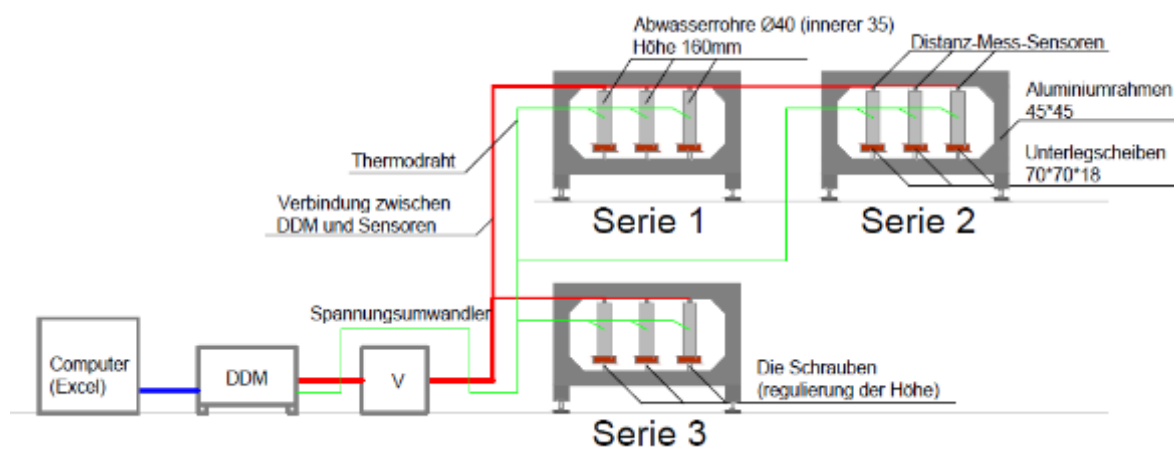 Abwasserrohre Ø40 (innerer 35)
Höhe 160mm
Distanz-Mess-Sensoren
Aluminiumrahmen
45*45
Thermodraht
Unterlegscheiben
70*70*18
Verbindung zwischen
DDM und Sensoren
Serie 1
Serie 2
Spannungsumwandler
Computer
(Excel)
DDM
V
Die Schrauben
(regulierung der Höhe)
Serie 3